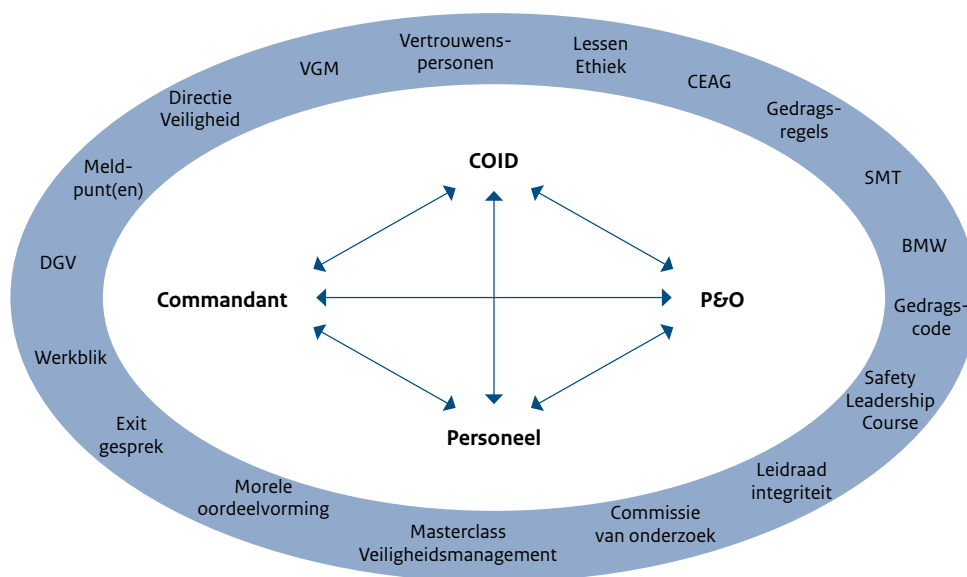 Vertrouwens-
personen
Lessen
Ethiek
VGM
CEAG
Directie
Veiligheid
Gedrags-
regels
COID
Meld-
punt(en)
SMT
BMW
DGV
Commandant
P&O
Gedrags-
code
Werkblik
Safety
Leadership
Course
Exit
gesprek
Personeel
Leidraad
integriteit
Morele
oordeelvorming
Commissie
van onderzoek
Masterclass
Veiligheidsmanagement